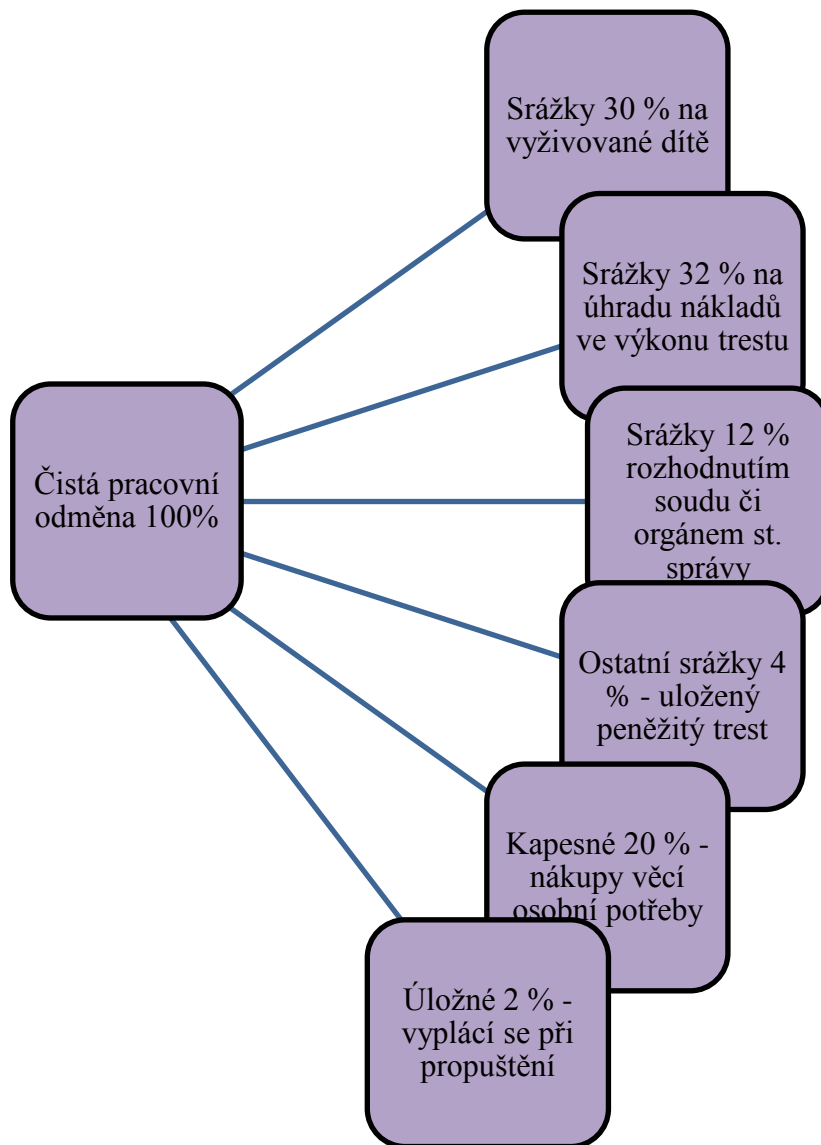 Srážky 30 % na
vyživované dítě
Srážky 32 % na
úhradu nákladů
ve výkonu trestu
Čistá pracovní
odměna 100%
Srážky 12 %
rozhodnutím
soudu či
orgánem st.
správy
Ostatní srážky 4
% - uložený
peněžitý trest
Kapesné 20 % -
nákupy věcí
osobní potřeby
Úložné 2 % -
vyplácí se při
propuštění